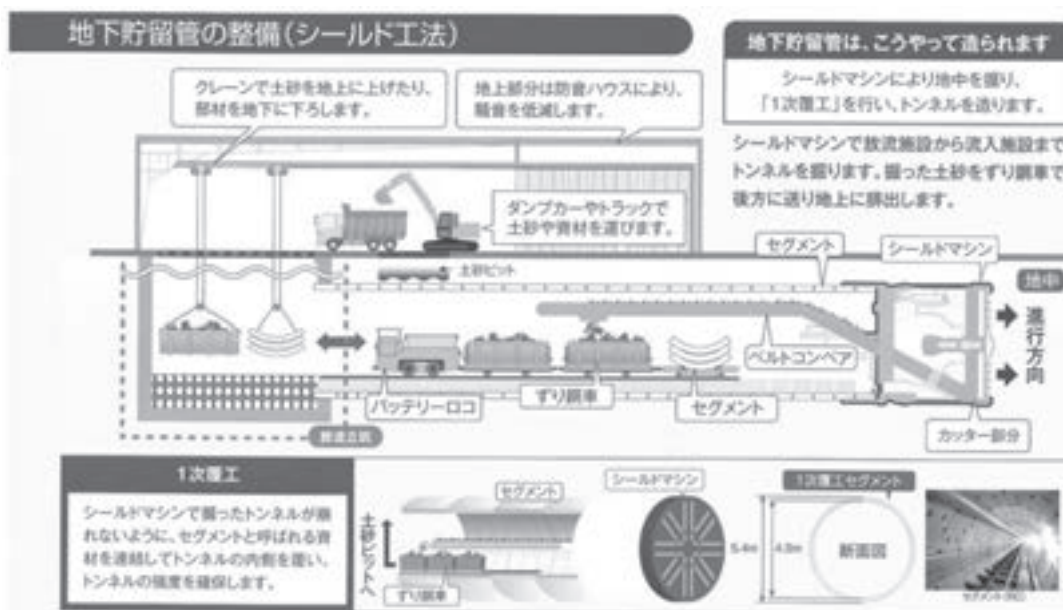 地下貯留管の整備（シールド工法）
地下貯留管は、こうやって造られます
シールドマシンにより地中を掘り、
「1次覆工」を行い、トンネルを造ります。
シールドマシンで放流施設から流入施設まで
トンネルを掘ります。掘った土砂をずり鋼車で
後方に送り地上に排出します。
クレーンで土砂を地上に上げたり、
部材を地下に下ろします。
地上部分は防音ハウスにより、
騒音を低減します。
ダンプカーやトラックで
土砂や資材を運びます。
土砂ピット
セグメント
シールドマシン
地中
進行方向
ベルトコンベア
バッテリーロコ
ずり鋼車
セグメント
カッター部分
発進立坑
1次覆工
シールドマシンで掘ったトンネルが崩
れないように、セグメントと呼ばれる資
材を連結してトンネルの内側を覆い、
トンネルの強度を確保します。
土砂ピットへ
セグメント
ずり鋼車
シールドマシン
1次覆工セグメント
5.4m
断面図